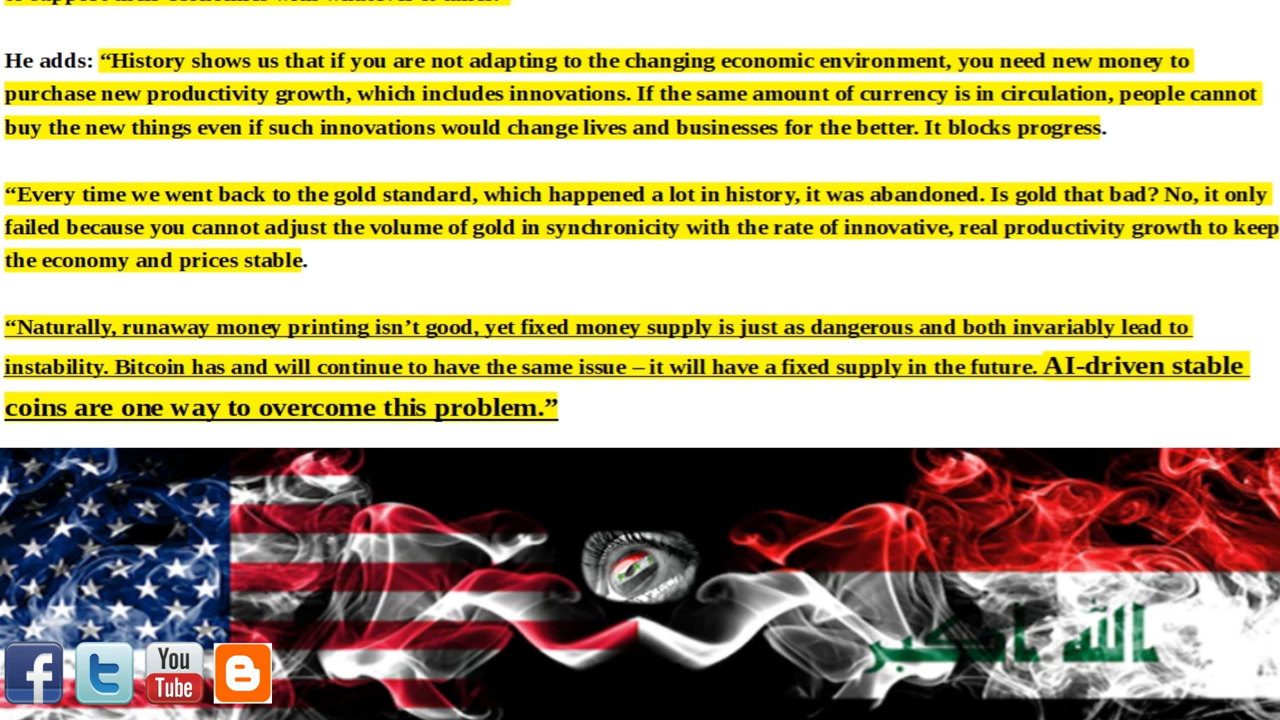 He adds: “History shows us that if you are not adapting to the changing economic environment, you need new money to
purchase new productivity growth, which includes innovations. If the same amount of currency is in circulation, people cannot
buy the new things even if such innovations would change lives and businesses for the better. It blocks progress.
“Every time we went back to the gold standard, which happened a lot in history, it was abandoned. Is gold that bad? No, it only
failed because you cannot adjust the volume of gold in synchronicity with the rate of innovative, real productivity growth to keep
the economy and prices stable.
“Naturally, runaway money printing isn’t good, yet fixed money supply is just as dangerous and both invariably lead to
instability. Bitcoin has and will continue to have the same issue – it will have a fixed supply in the future. AI-driven stable
coins are one way to overcome this problem.”
الله اكبر
You
Tube